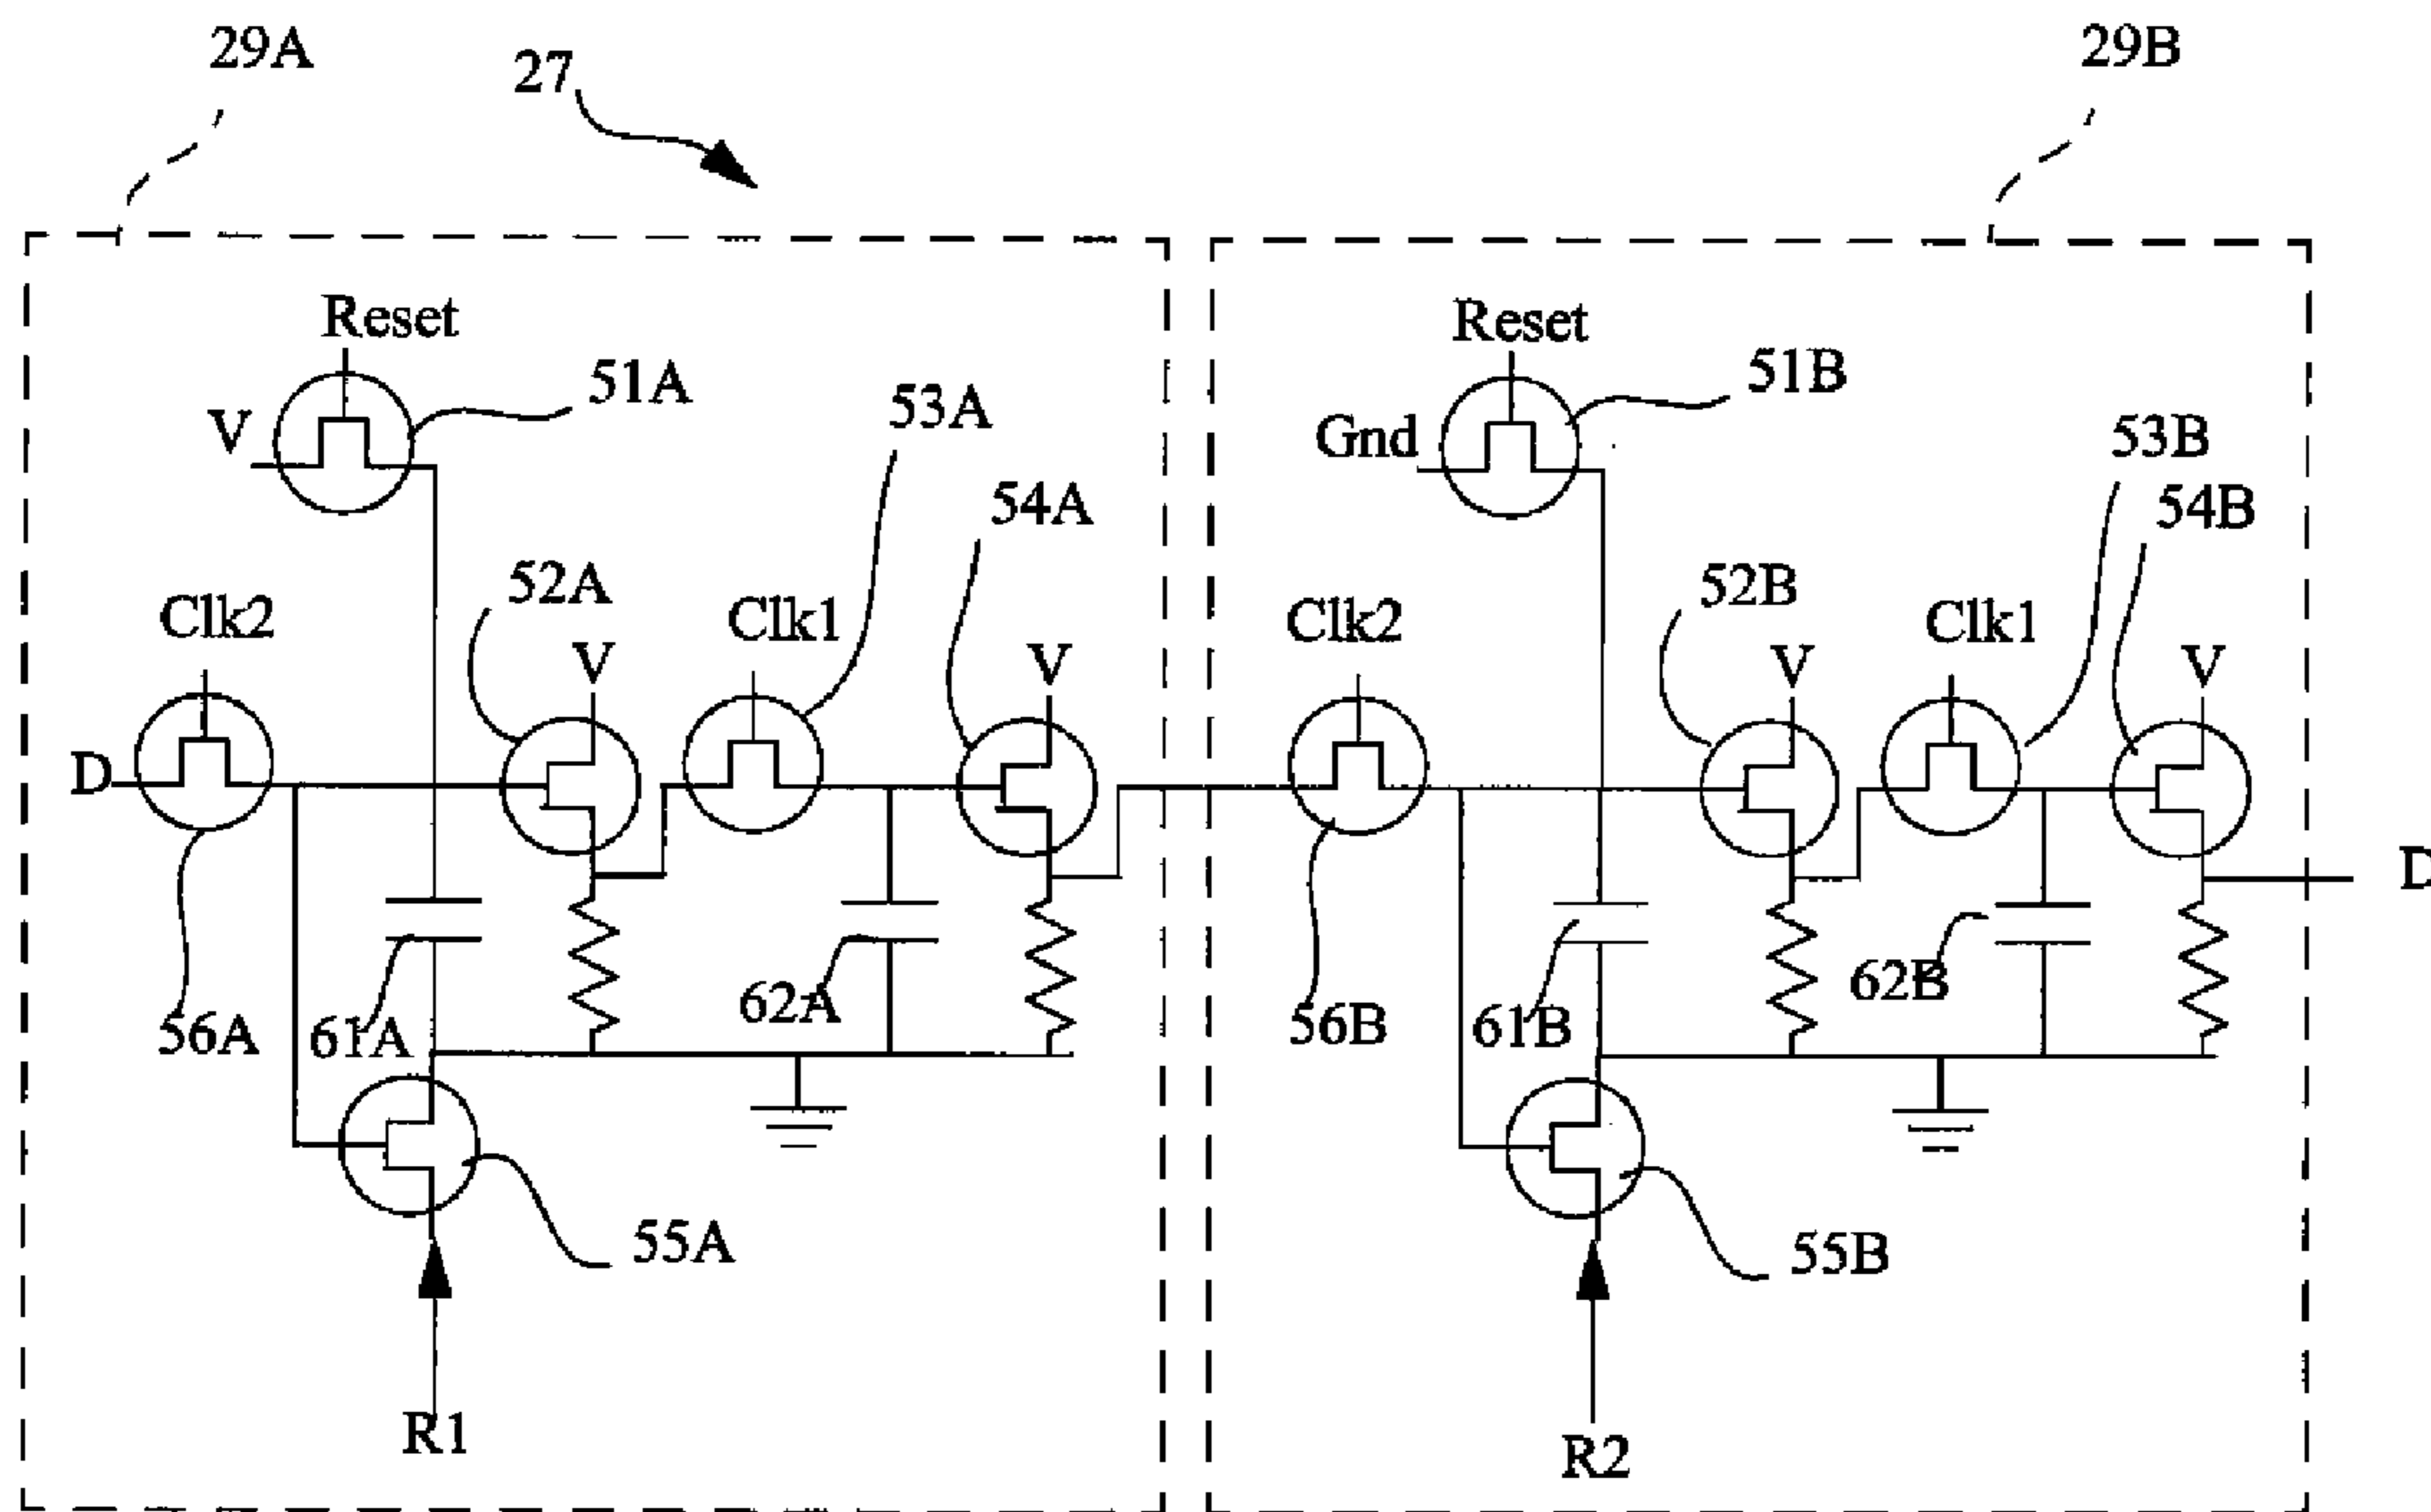 29A
27
29B
Reset
51A
V
53A
54A
Reset
51B
Gnd
53B
54B
Clk2
52A
V
Clk1
V
Clk2
52B
V
Clk1
V
D
D
56A
61A
62A
56B
61B
62B
55A
55B
R1
R2